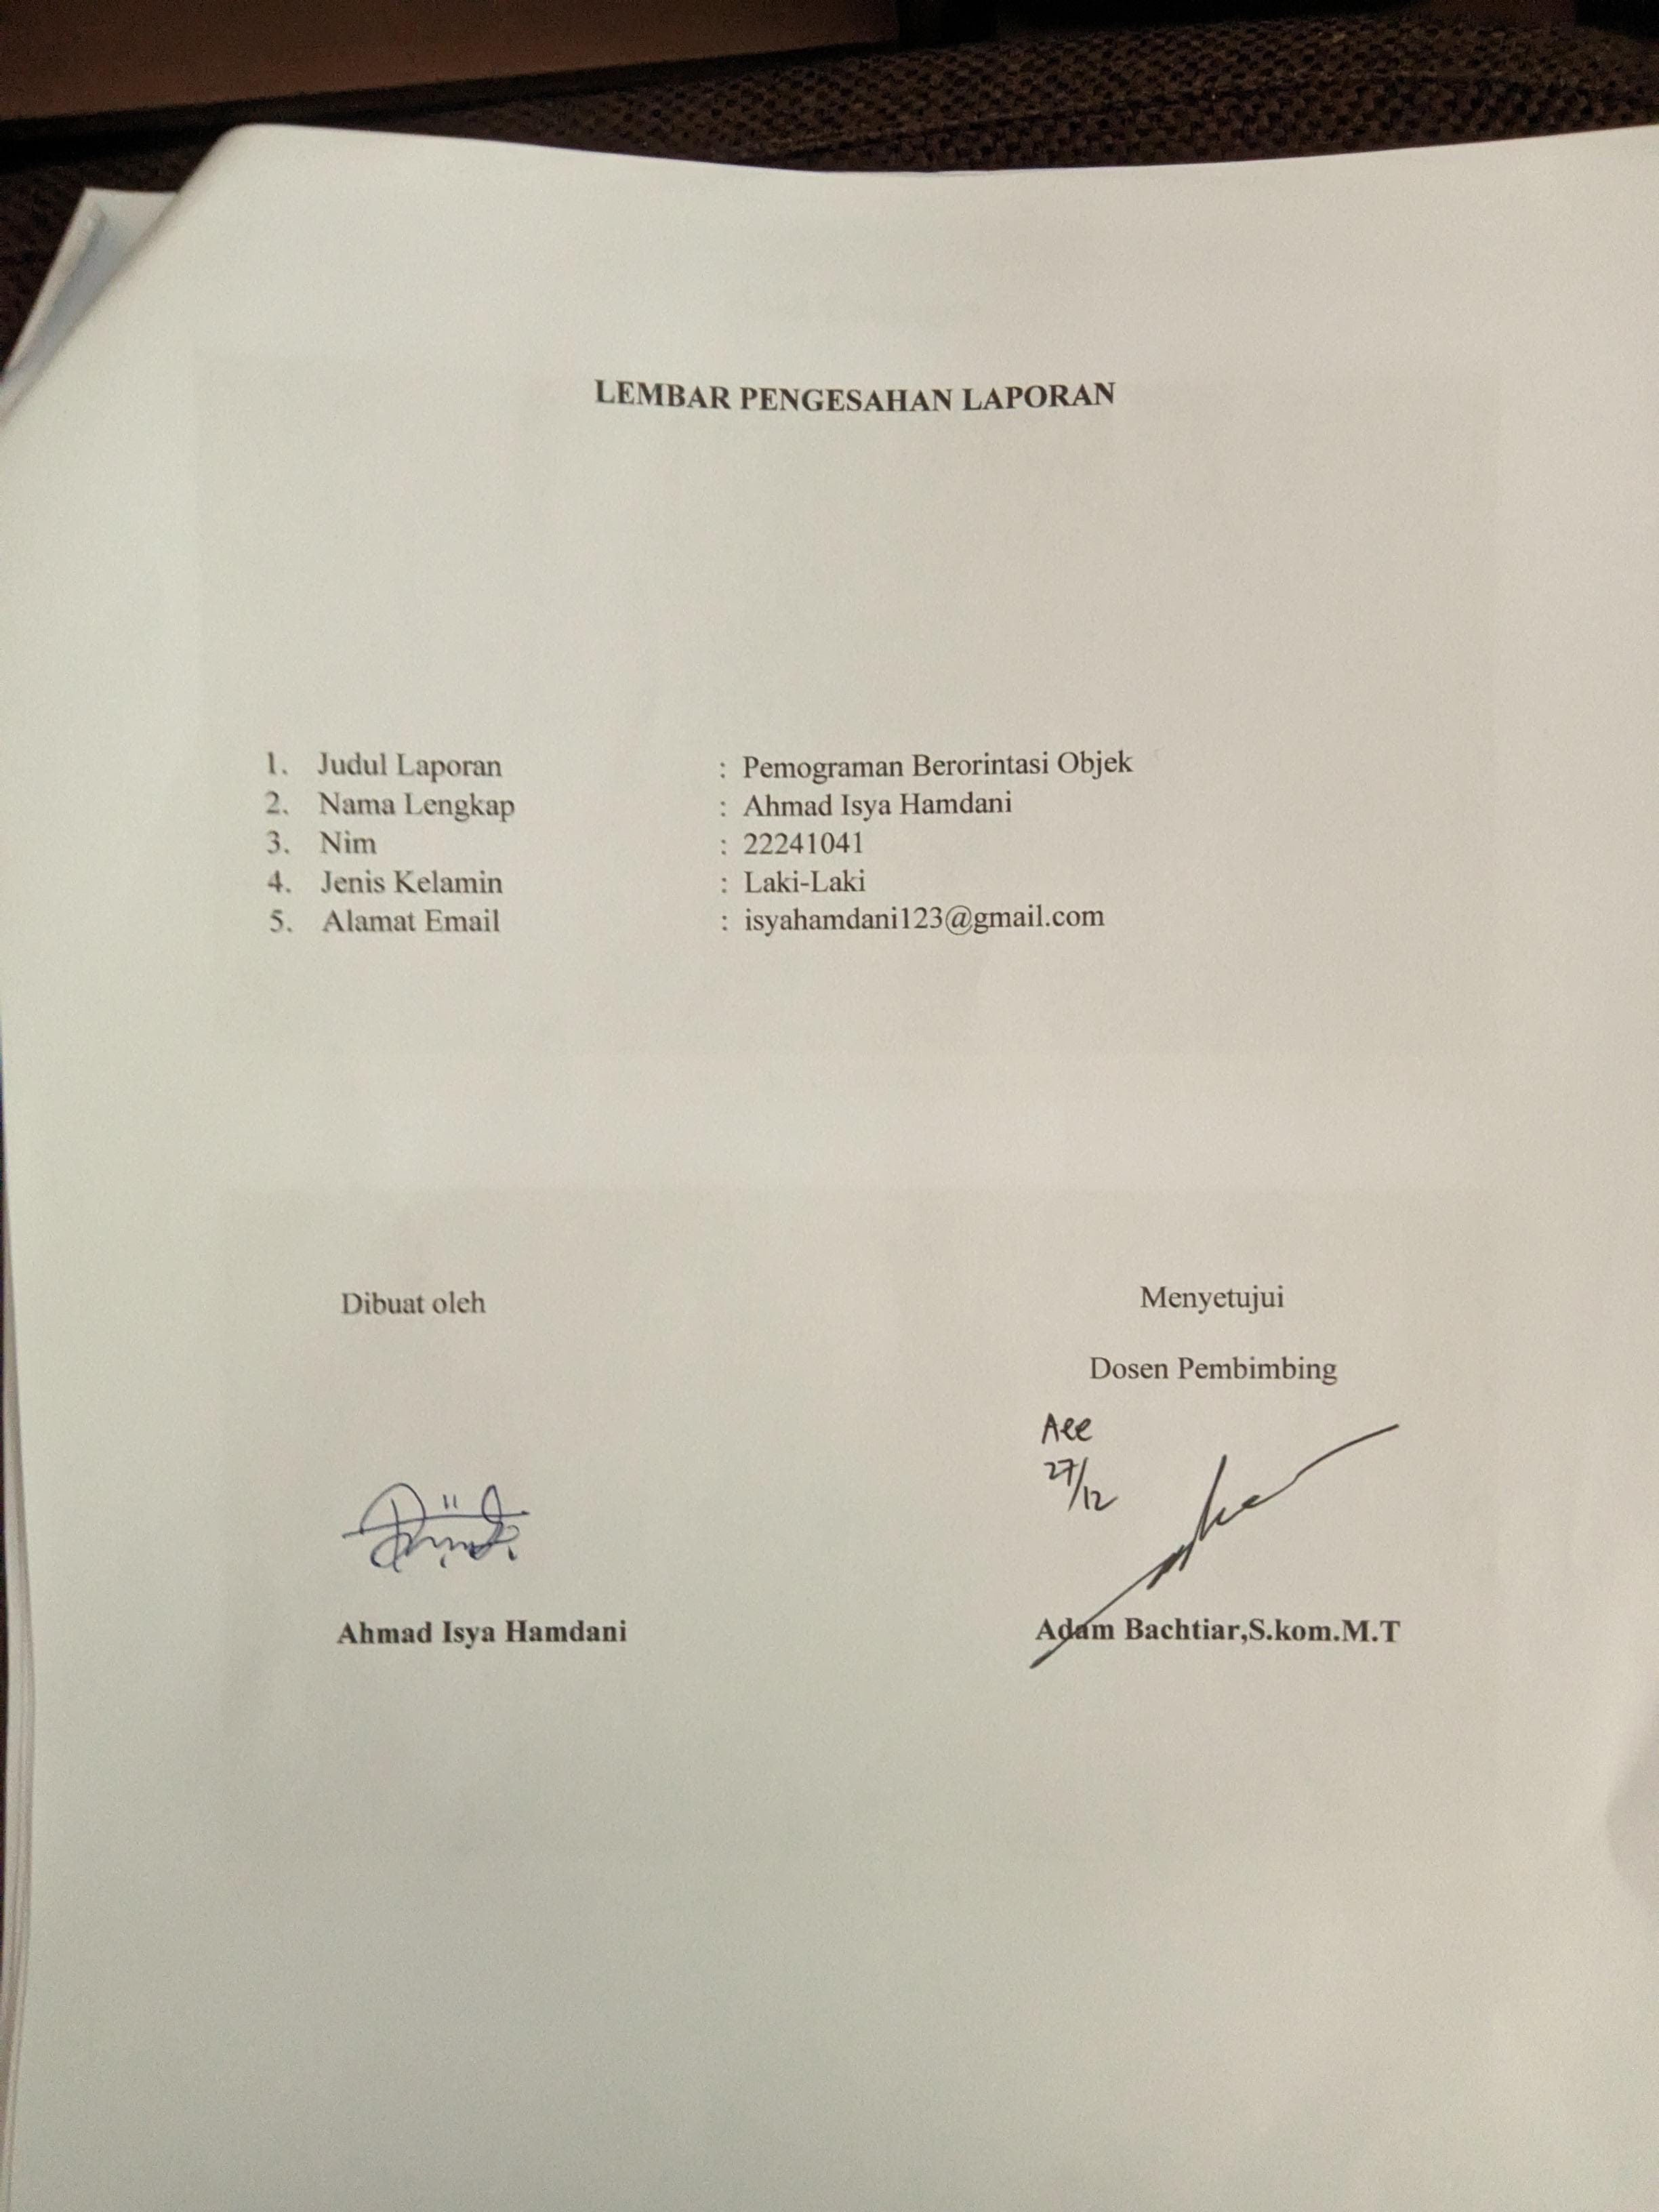 LEMBAR PENGESAHAN LAPORAN
1. Judul Laporan : Pemograman Berorintasi Objek
2. Nama Lengkap : Ahmad Isya Hamdani
3. Nim : 22241041
4. Jenis Kelamin : Laki-Laki
5. Alamat Email : isyahamdani123@gmail.com
Dibuat oleh
Menyetujui
Dosen Pembimbing
Acc
27/12
Ahmad Isya Hamdani
Adam Bachtiar,S.kom.M.T